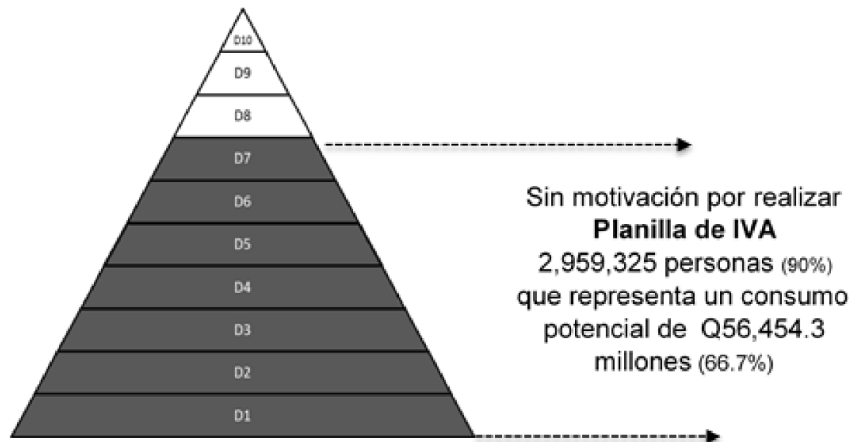 D10
D9
D8
D7
D6
D5
D4
D3
D2
D1
Sin motivación por realizar
Planilla de IVA
2,959,325 personas (90%)
que representa un consumo
potencial de Q56,454.3
millones (66.7%)